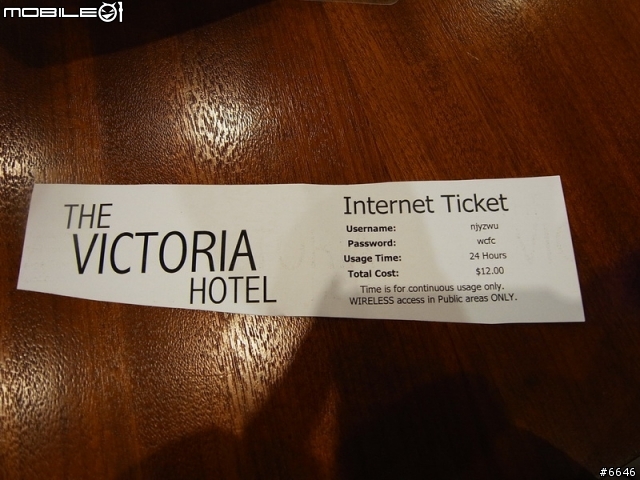 MOBILE01
THE
VICTORIA
HOTEL
Internet Ticket
Username: njyzwu
Password: wcfc
Usage Time: 24 Hours
Total Cost: $12.00
Time is for continuous usage only.
WIRELESS access in Public areas ONLY.
#6646